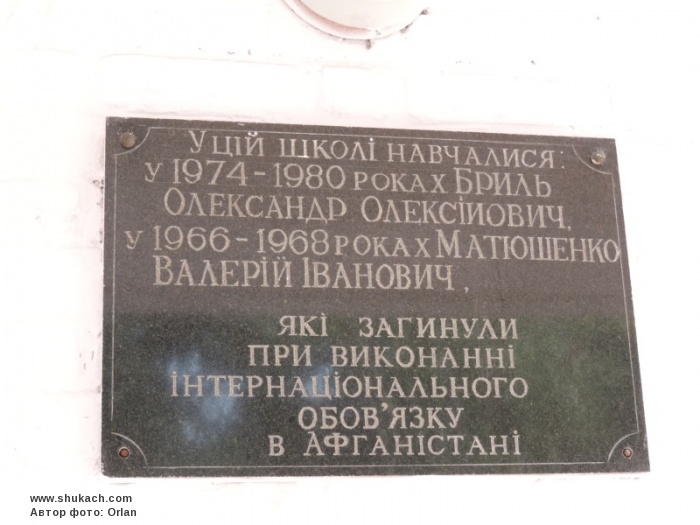 У ЦІЙ ШКОЛІ НАВЧАЛИСЯ:
У 1974-1980 РОКАХ БРИЛЬ
ОЛЕКСАНДР ОЛЕКСІЙОВИЧ,
У 1966-1968 РОКАХ МАТЮШЕНКО
ВАЛЕРІЙ ІВАНОВИЧ,
ЯКІ ЗАГИНУЛИ
ПРИ ВИКОНАННІ
ІНТЕРНАЦІОНАЛЬНОГО
ОБОВ'ЯЗКУ
В АФГАНІСТАНІ
www.shukach.com
Автор фото: Orlan